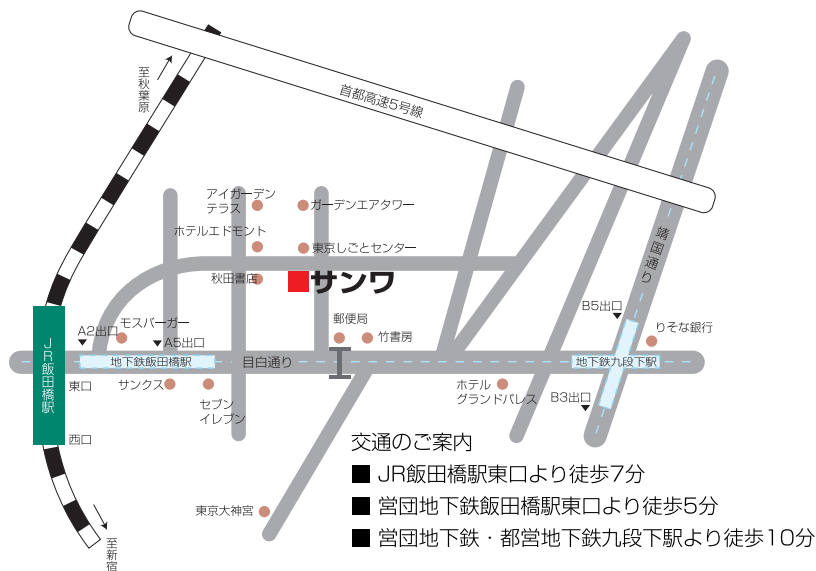 至秋葉原
首都高速5号線
アイガーデン
テラス
ガーデンエアタワー
ホテルエドモント
東京しごとセンター
秋田書店
サンワ
靖国通り
B5出口
りそな銀行
郵便局
竹書房
モスバーガー
A2出口
A5出口
JR飯田橋駅
地下鉄飯田橋駅
目白通り
地下鉄九段下駅
東口
サンクス
セブン
イレブン
ホテル
グランドパレス
B3出口
西口
交通のご案内
■ JR飯田橋駅東口より徒歩7分
■ 営団地下鉄飯田橋駅東口より徒歩5分
■ 営団地下鉄・都営地下鉄九段下駅より徒歩10分
東京大神宮
至新宿